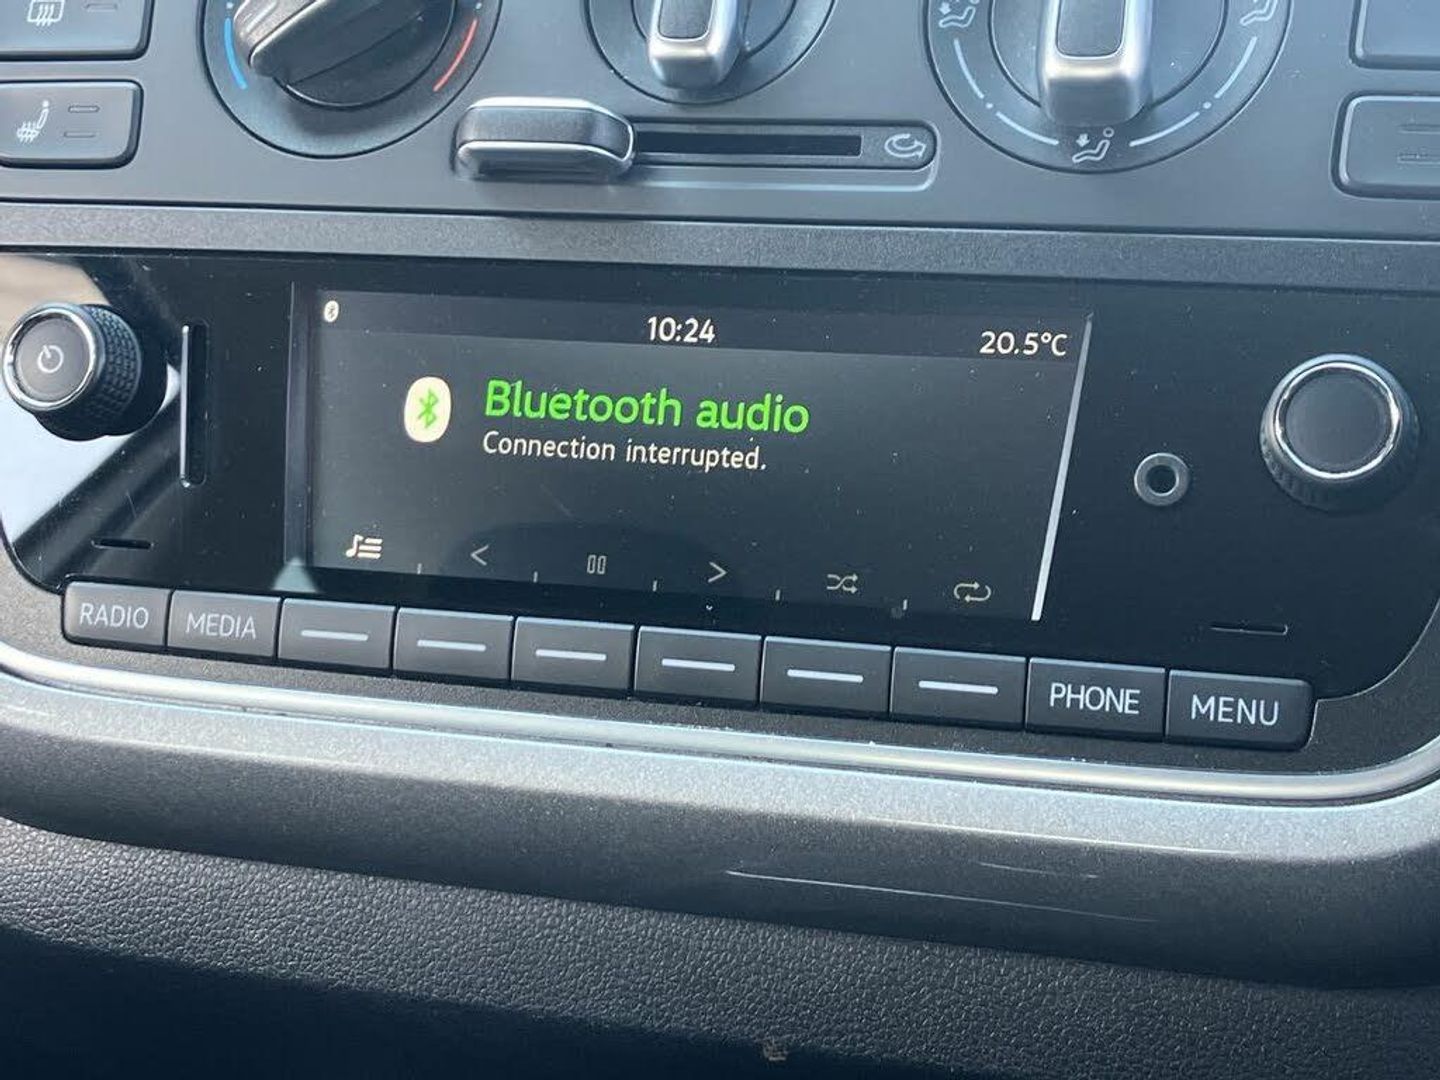 10:24
20.5°C
Bluetooth audio
Connection interrupted.
RADIO
MEDIA
PHONE
MENU